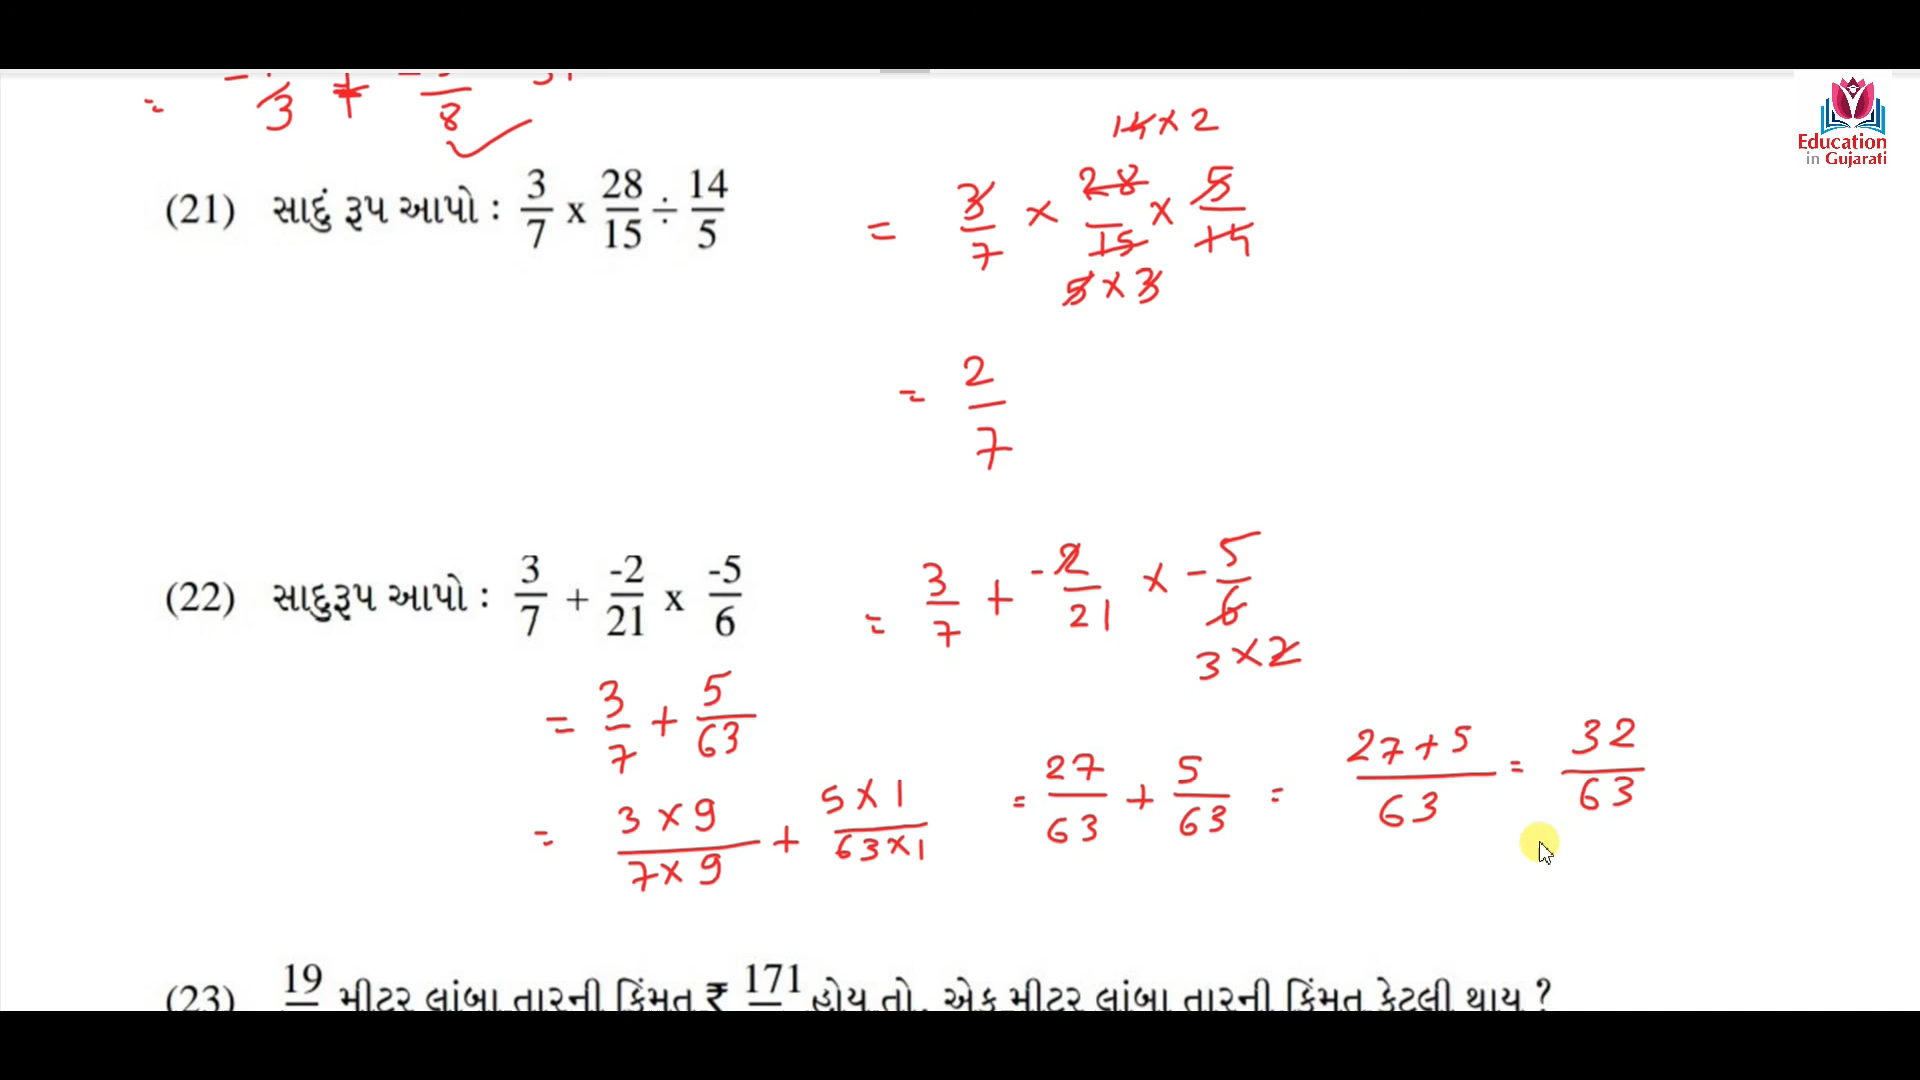 = 3 + 8
Education
in Gujarati
(21) સાદું રૂપ આપો : 3/7 x 28/15 ÷ 14/5
14 × 2
= 3/7 × 28/15 × 5/14
5 × 3
= 2/7
(22) સાદુરૂપ આપો : 3/7 + -2/21 x -5/6
= 3/7 + -2/21 × -5/6
3 × 2
= 3/7 + 5/63
= 3 × 9/7 × 9 + 5 × 1/63 × 1 = 27/63 + 5/63 = 27 + 5/63 = 32/63
(23) 19 મીટર લાંબા તારની કિંમત ₹ 171 હોય તો, એક મીટર લાંબા તારની કિંમત કેટલી થાય ?